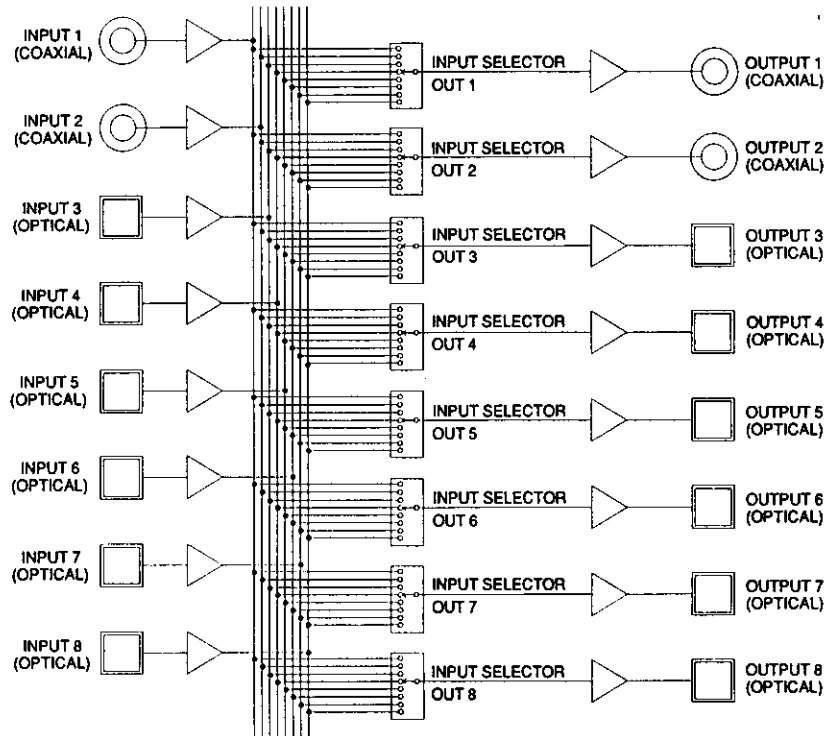 INPUT 1
(COAXIAL)
INPUT SELECTOR
OUT 1
OUTPUT 1
(COAXIAL)
INPUT 2
(COAXIAL)
INPUT SELECTOR
OUT 2
OUTPUT 2
(COAXIAL)
INPUT 3
(OPTICAL)
INPUT SELECTOR
OUT 3
OUTPUT 3
(OPTICAL)
INPUT 4
(OPTICAL)
INPUT SELECTOR
OUT 4
OUTPUT 4
(OPTICAL)
INPUT 5
(OPTICAL)
INPUT SELECTOR
OUT 5
OUTPUT 5
(OPTICAL)
INPUT 6
(OPTICAL)
INPUT SELECTOR
OUT 6
OUTPUT 6
(OPTICAL)
INPUT 7
(OPTICAL)
INPUT SELECTOR
OUT 7
OUTPUT 7
(OPTICAL)
INPUT 8
(OPTICAL)
INPUT SELECTOR
OUT 8
OUTPUT 8
(OPTICAL)